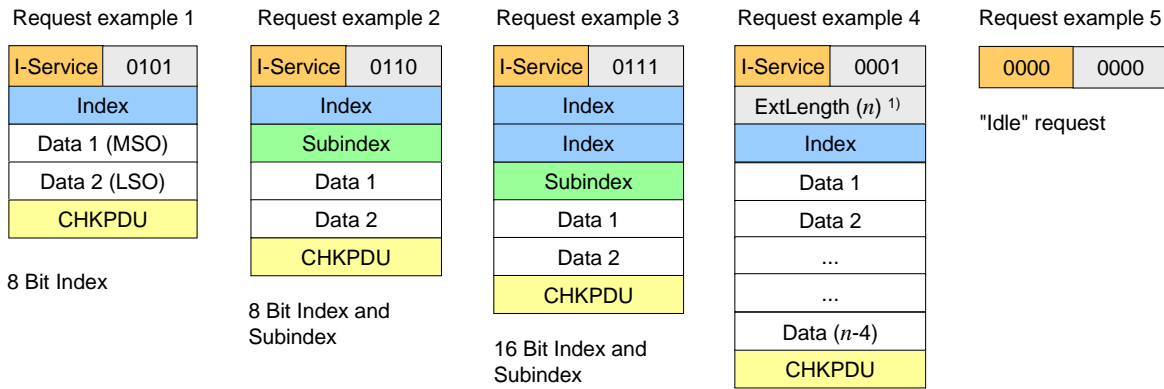 Request example 1
I-Service 0101
Index
Data 1 (MSO)
Data 2 (LSO)
CHKPDU
8 Bit Index
Request example 2
I-Service 0110
Index
Subindex
Data 1
Data 2
CHKPDU
8 Bit Index and
Subindex
Request example 3
I-Service 0111
Index
Index
Subindex
Data 1
Data 2
CHKPDU
16 Bit Index and
Subindex
Request example 4
I-Service 0001
ExtLength (n) 1)
Index
Data 1
Data 2
...
...
Data (n-4)
CHKPDU
Request example 5
0000 0000
"Idle" request